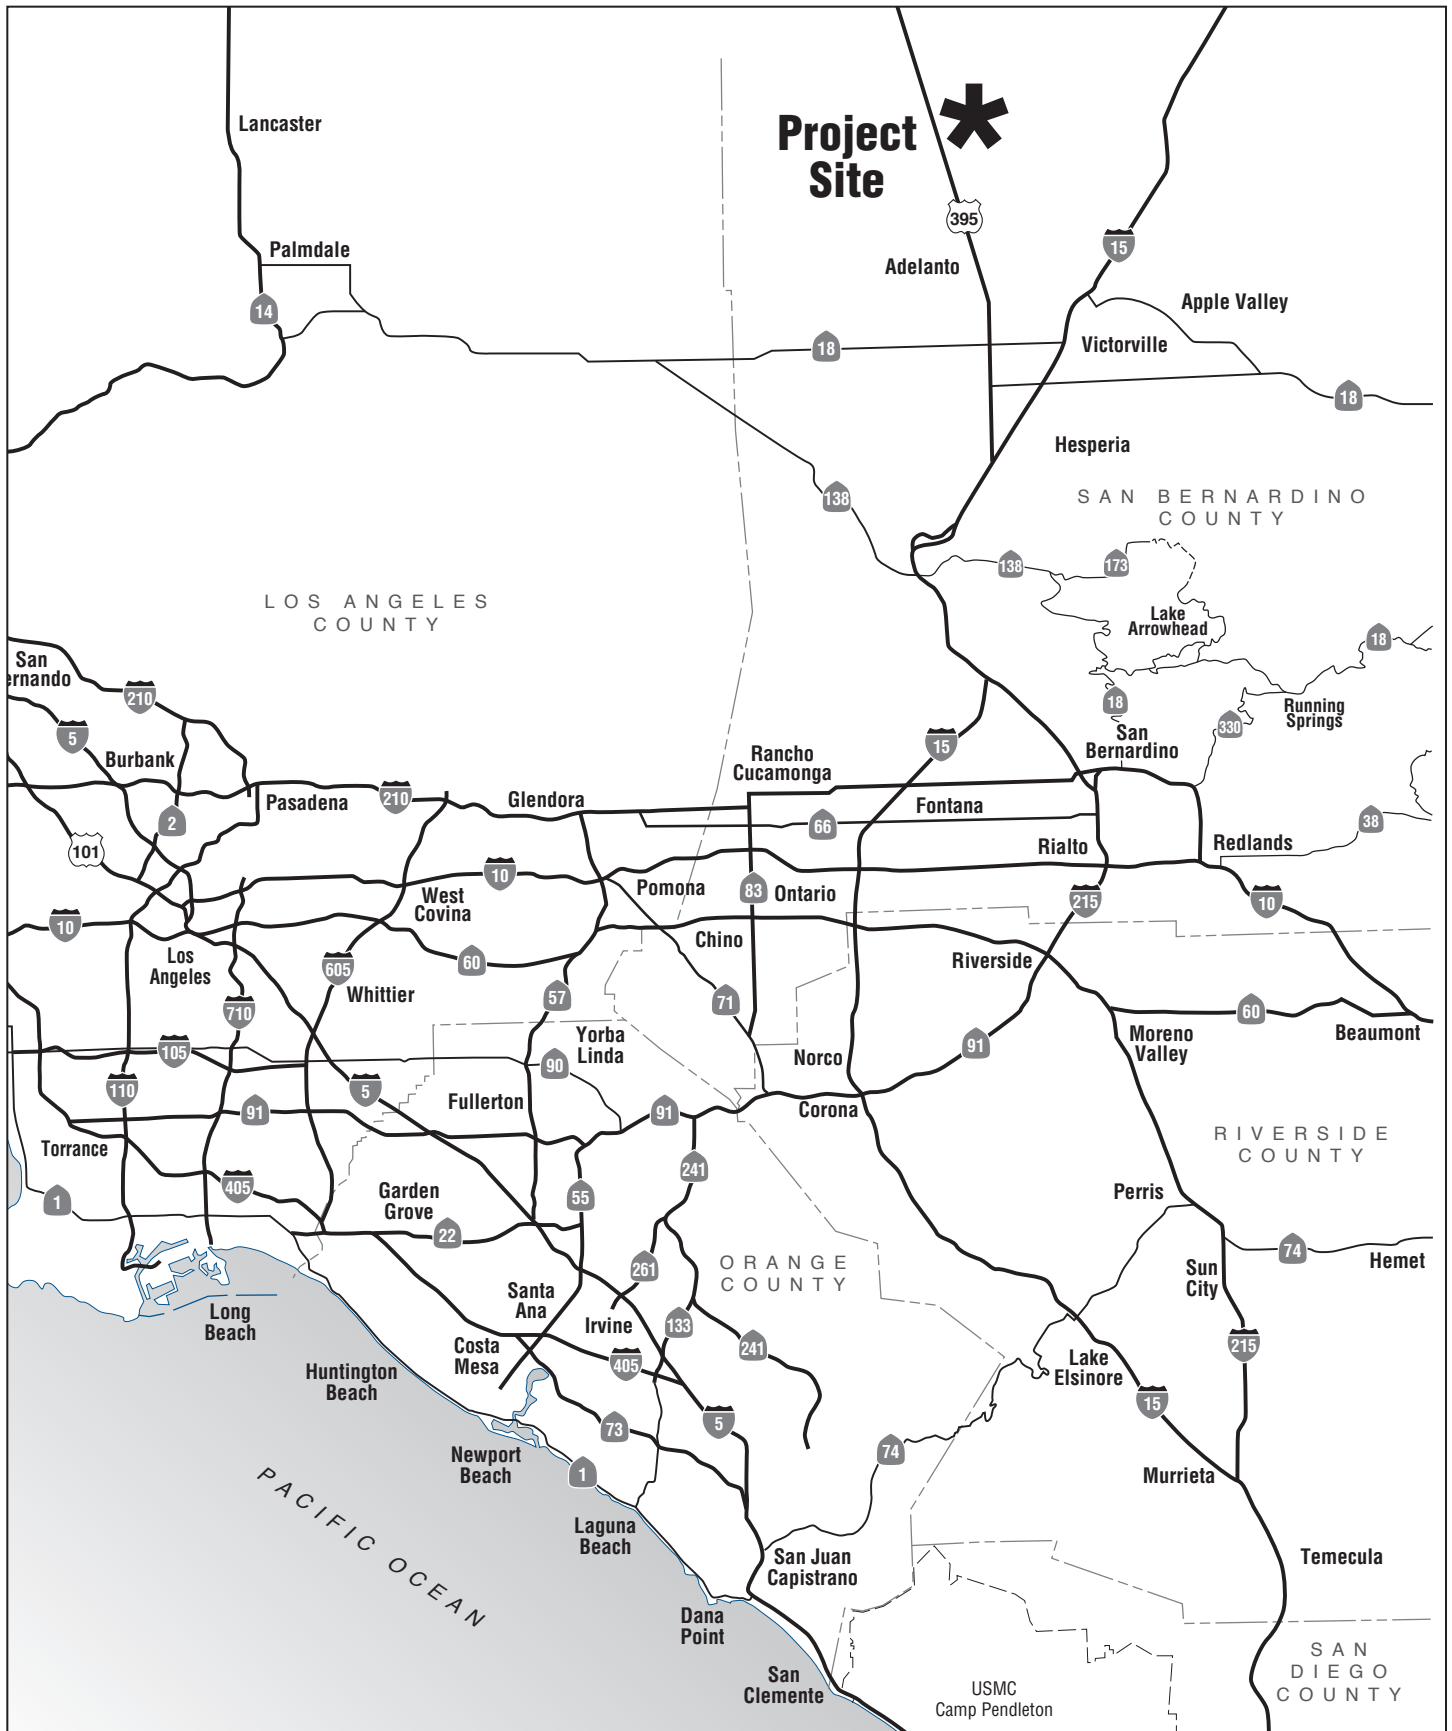 Lancaster
Project
Site
395
15
Palmdale
Adelanto
14
Apple Valley
18
Victorville
18
Hesperia
138
SAN BERNARDINO
COUNTY
138
173
LOS ANGELES
COUNTY
Lake
Arrowhead
18
San
ernando
210
5
Burbank
18
330
Running
Springs
San
Bernardino
15
Rancho
Cucamonga
Pasadena
210
Glendora
Fontana
2
66
38
101
Rialto
Redlands
10
West
Covina
Pomona
83
Ontario
215
10
10
Los
Angeles
605
Whittier
60
Chino
Riverside
57
71
60
710
Yorba
Linda
Norco
91
Moreno
Valley
Beaumont
105
90
110
5
Fullerton
91
91
Corona
Torrance
RIVERSIDE
COUNTY
241
405
1
Garden
Grove
55
Perris
22
74
Hemet
261
ORANGE
COUNTY
Sun
City
Santa
Ana
Long
Beach
Irvine
133
241
215
Costa
Mesa
405
Lake
Elsinore
Huntington
Beach
15
73
5
74
Newport
Beach
1
Murrieta
PACIFIC OCEAN
Laguna
Beach
San Juan
Capistrano
Temecula
Dana
Point
San
Clemente
USMC
Camp Pendleton
SAN
DIEGO
COUNTY